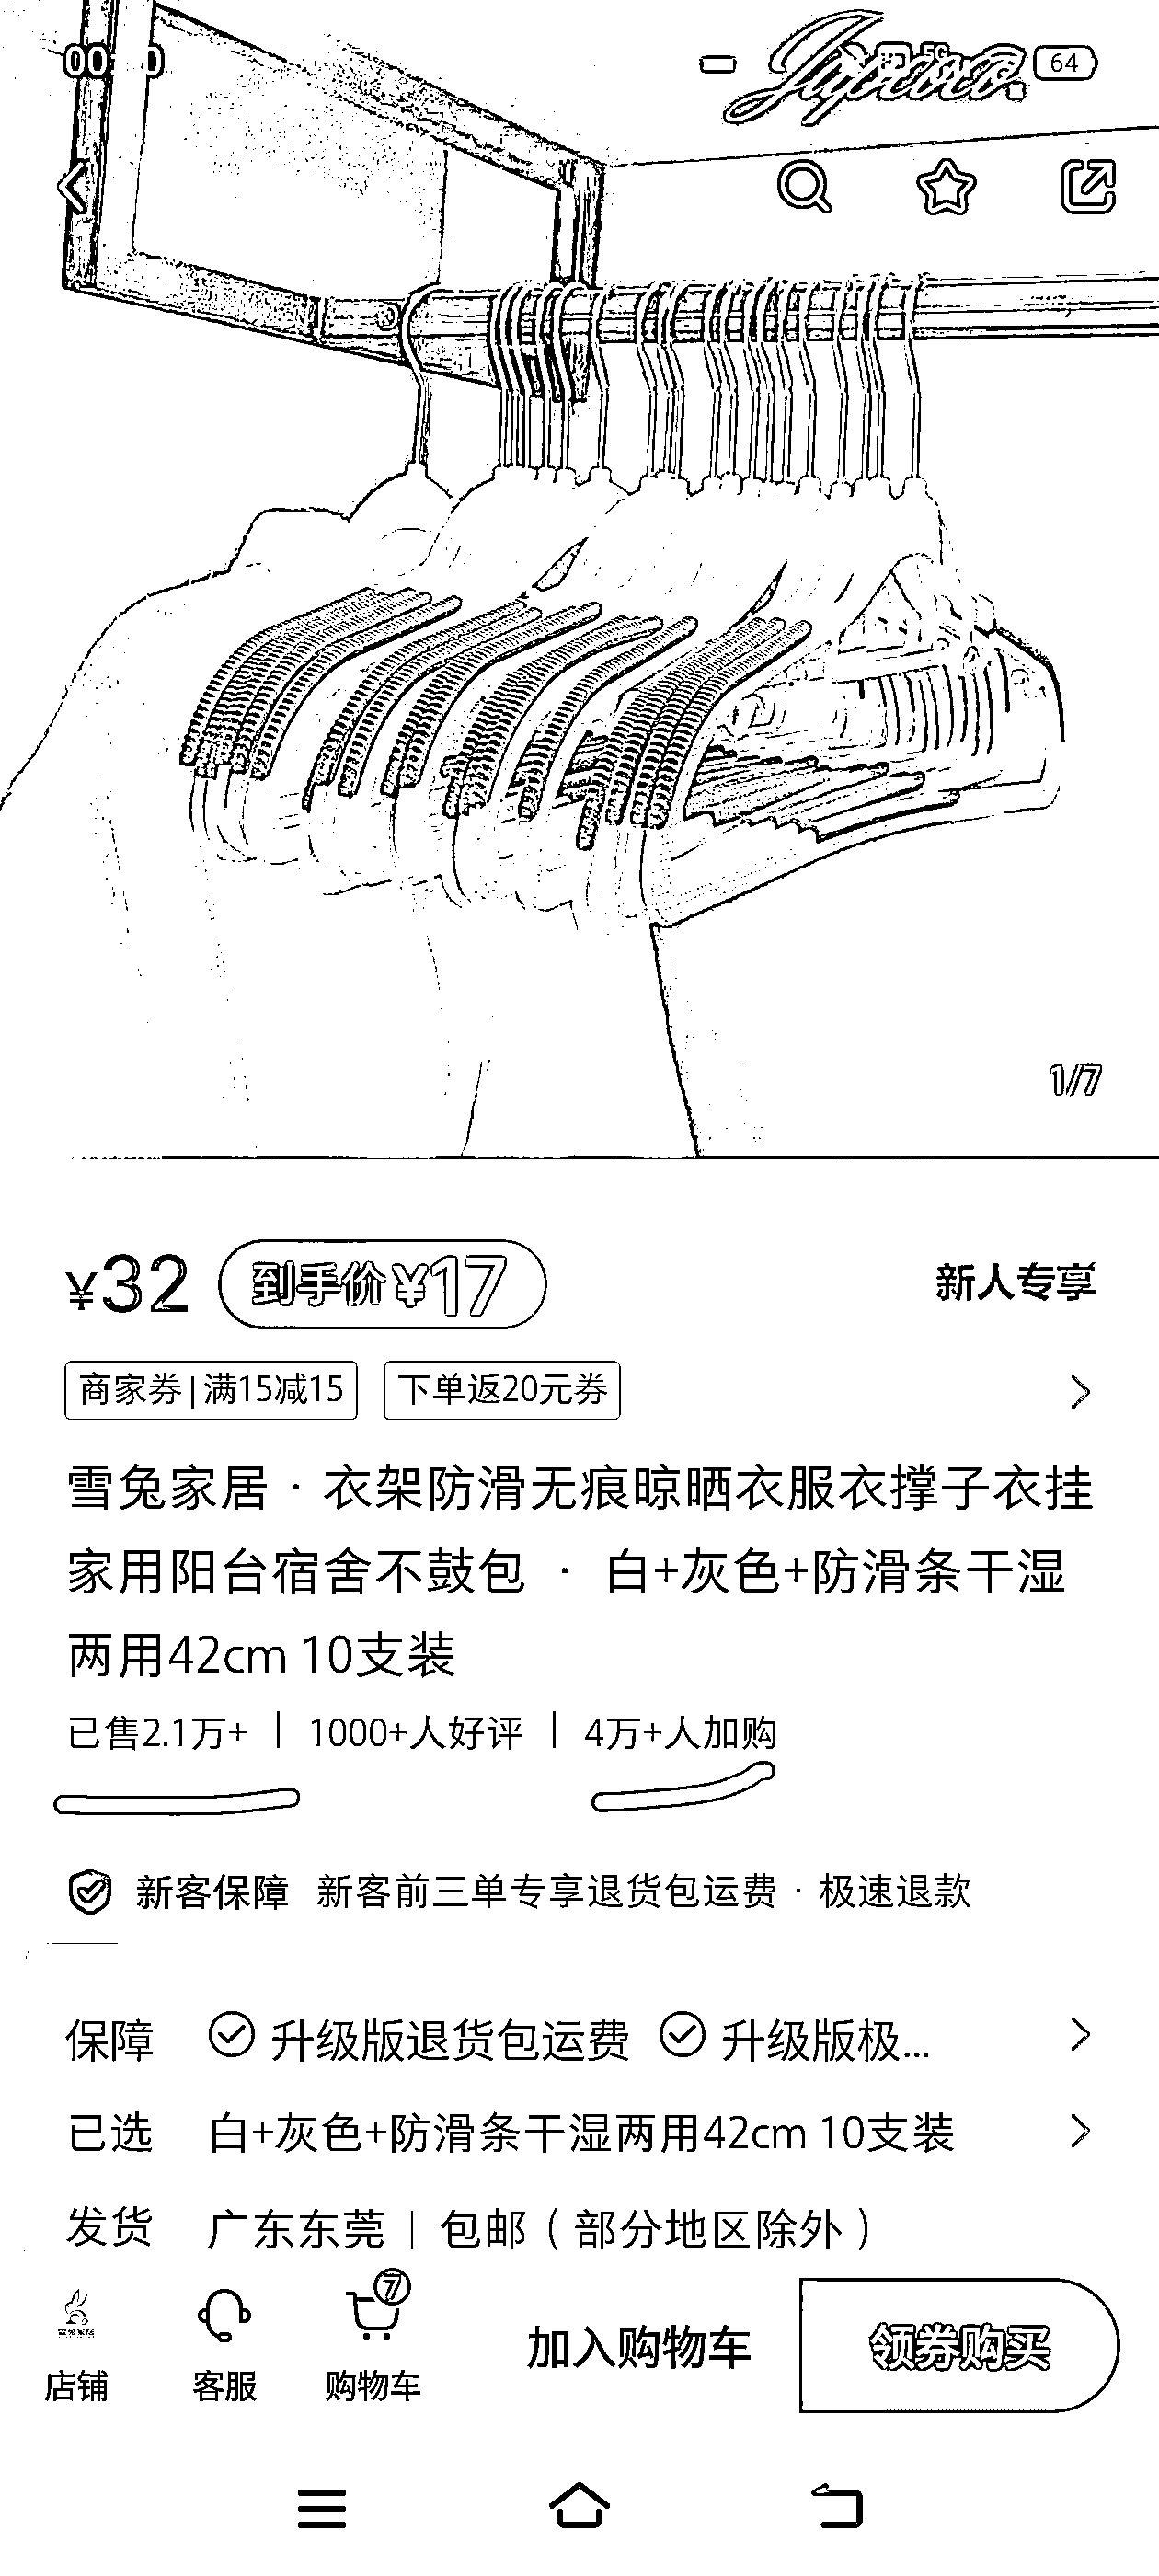 64
1/7
¥32 到手价¥17 新人专享
商家券|满15减15 下单返20元券
雪兔家居 · 衣架防滑无痕晾晒衣服衣撑子衣挂
家用阳台宿舍不鼓包 · 白+灰色+防滑条干湿
两用42cm 10支装
已售2.1万+ | 1000+人好评 | 4万+人加购
新客保障 新客前三单专享退货包运费 · 极速退款
保障 升级版退货包运费 升级版极...
已选 白+灰色+防滑条干湿两用42cm 10支装
发货 广东东莞 | 包邮（部分地区除外）
7
雪兔家居
店铺 客服 购物车 加入购物车 领券购买